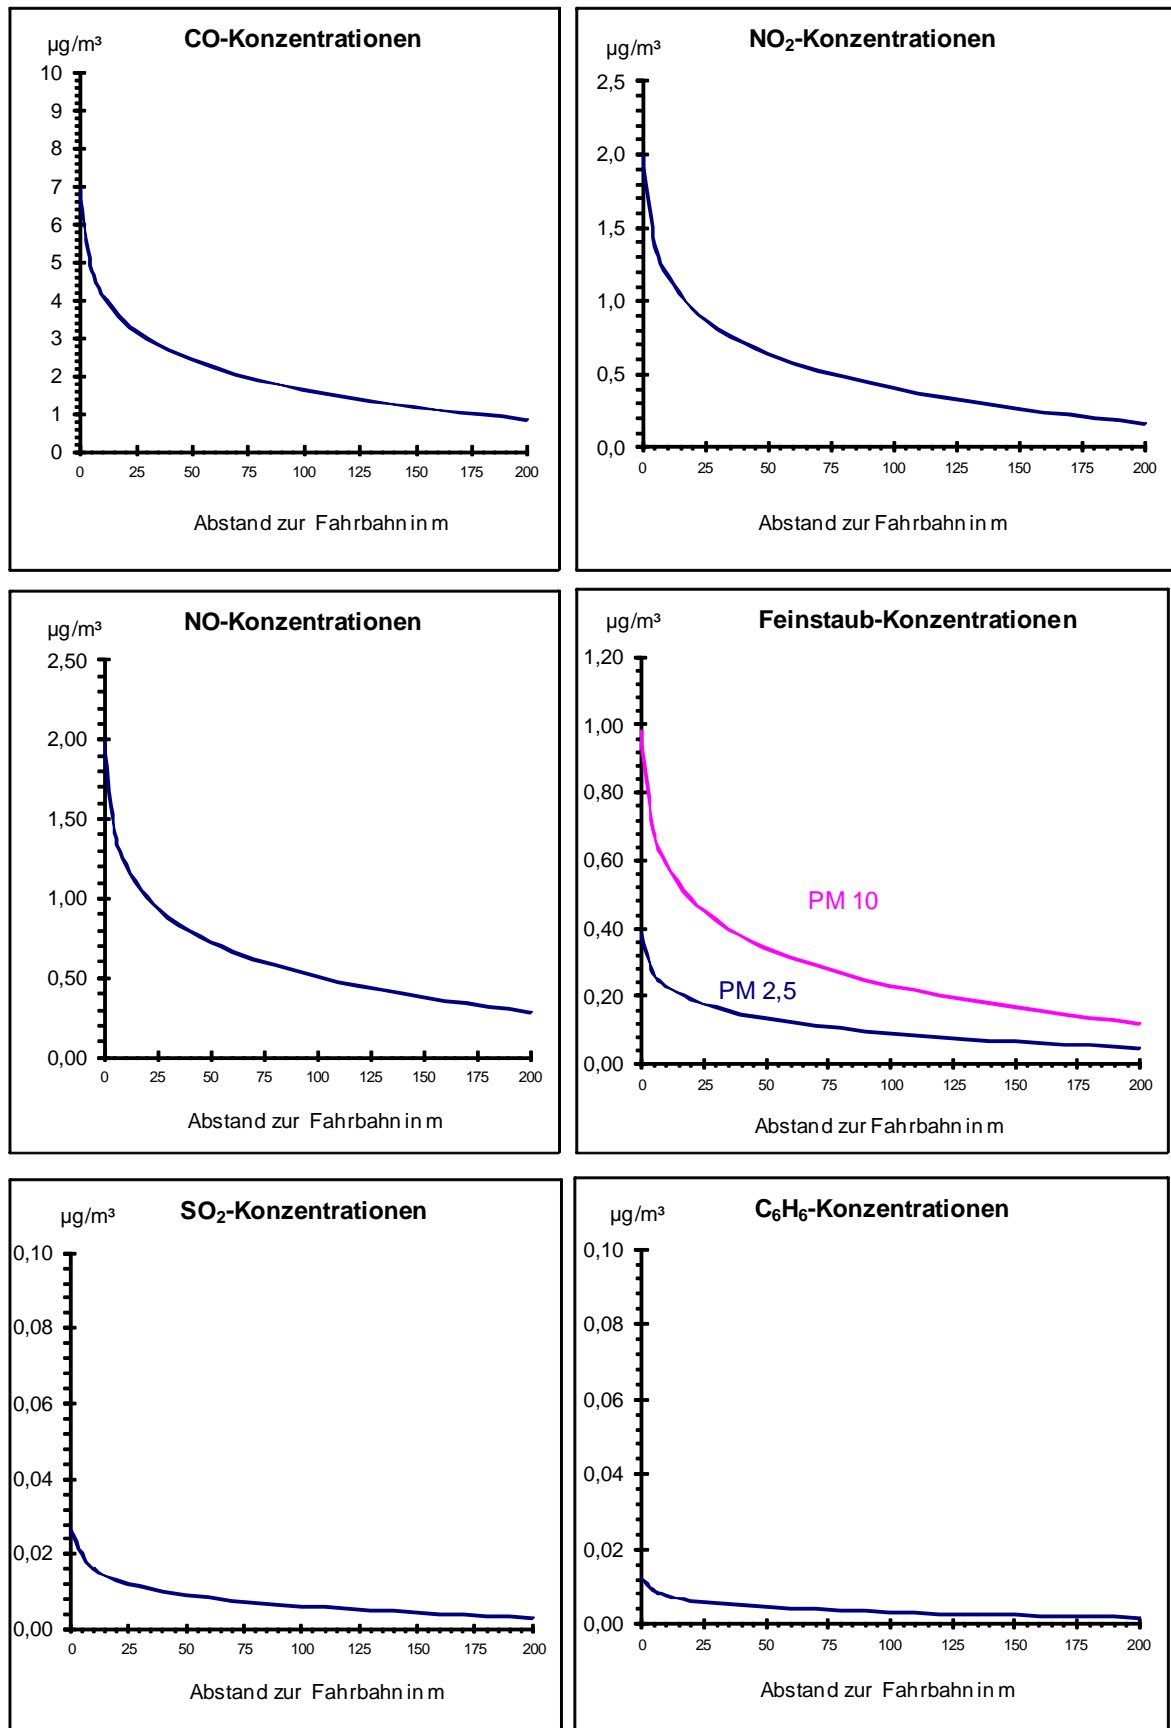 CO-Konzentrationen
µg/m³
10
9
8
7
6
5
4
3
2
1
0
0 25 50 75 100 125 150 175 200
Abstand zur Fahrbahn in m
NO₂-Konzentrationen
µg/m³
2,5
2,0
1,5
1,0
0,5
0,0
0 25 50 75 100 125 150 175 200
Abstand zur Fahrbahn in m
NO-Konzentrationen
µg/m³
2,50
2,00
1,50
1,00
0,50
0,00
0 25 50 75 100 125 150 175 200
Abstand zur Fahrbahn in m
Feinstaub-Konzentrationen
µg/m³
1,20
1,00
0,80
0,60
0,40
0,20
0,00
PM 10
PM 2,5
0 25 50 75 100 125 150 175 200
Abstand zur Fahrbahn in m
SO₂-Konzentrationen
µg/m³
0,10
0,08
0,06
0,04
0,02
0,00
0 25 50 75 100 125 150 175 200
Abstand zur Fahrbahn in m
C₆H₆-Konzentrationen
µg/m³
0,10
0,08
0,06
0,04
0,02
0,00
0 25 50 75 100 125 150 175 200
Abstand zur Fahrbahn in m